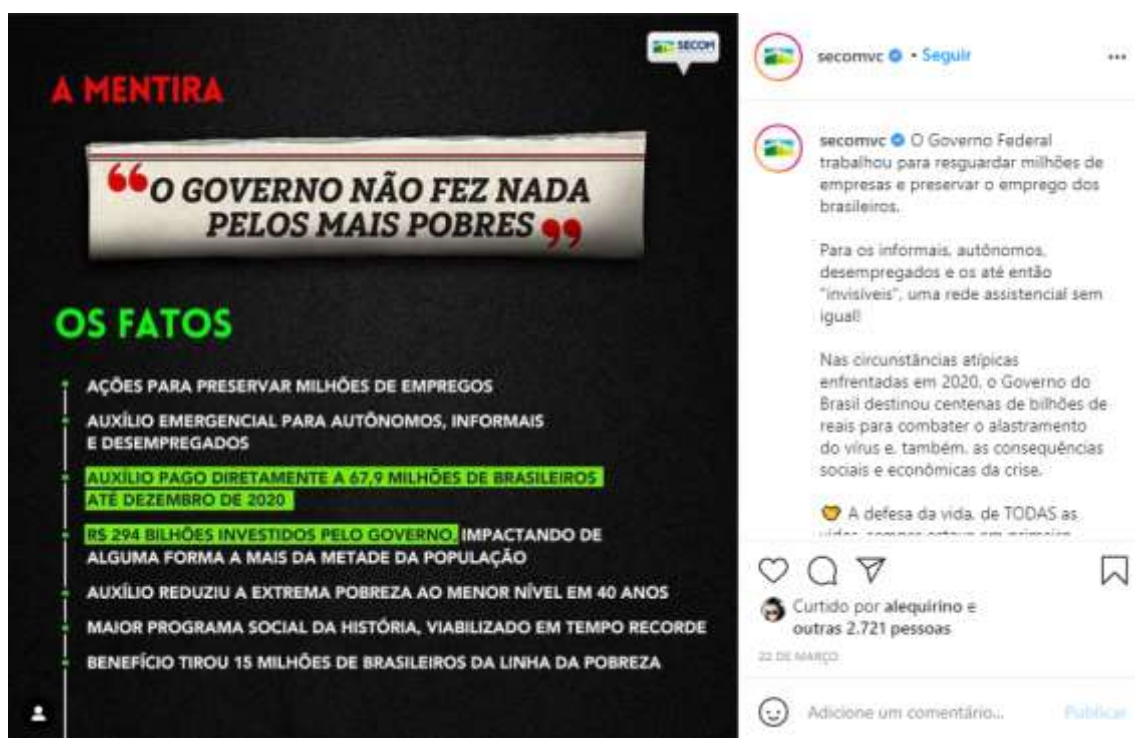 SECOM
A MENTIRA
“O GOVERNO NÃO FEZ NADA
PELOS MAIS POBRES”
OS FATOS
AÇÕES PARA PRESERVAR MILHÕES DE EMPREGOS
AUXÍLIO EMERGENCIAL PARA AUTÔNOMOS, INFORMAIS
E DESEMPREGADOS
AUXÍLIO PAGO DIRETAMENTE A 67,9 MILHÕES DE BRASILEIROS
ATÉ DEZEMBRO DE 2020
R$ 294 BILHÕES INVESTIDOS PELO GOVERNO, IMPACTANDO DE
ALGUMA FORMA A MAIS DA METADE DA POPULAÇÃO
AUXÍLIO REDUZIU A EXTREMA POBREZA AO MENOR NÍVEL EM 40 ANOS
MAIOR PROGRAMA SOCIAL DA HISTÓRIA, VIABILIZADO EM TEMPO RECORDE
BENEFÍCIO TIROU 15 MILHÕES DE BRASILEIROS DA LINHA DA POBREZA
secomvc • Seguir
secomvc O Governo Federal
trabalhou para resguardar milhões de
empresas e preservar o emprego dos
brasileiros.
Para os informais, autônomos,
desempregados e os até então
"invisíveis", uma rede assistencial sem
igual!
Nas circunstâncias atípicas
enfrentadas em 2020, o Governo do
Brasil destinou centenas de bilhões de
reais para combater o alastramento
do vírus e, também, as consequências
sociais e econômicas da crise.
A defesa da vida, de TODAS as
Curtido por alequirino e
outras 2.721 pessoas
22 DE MARÇO
Adicione um comentário... Publicar